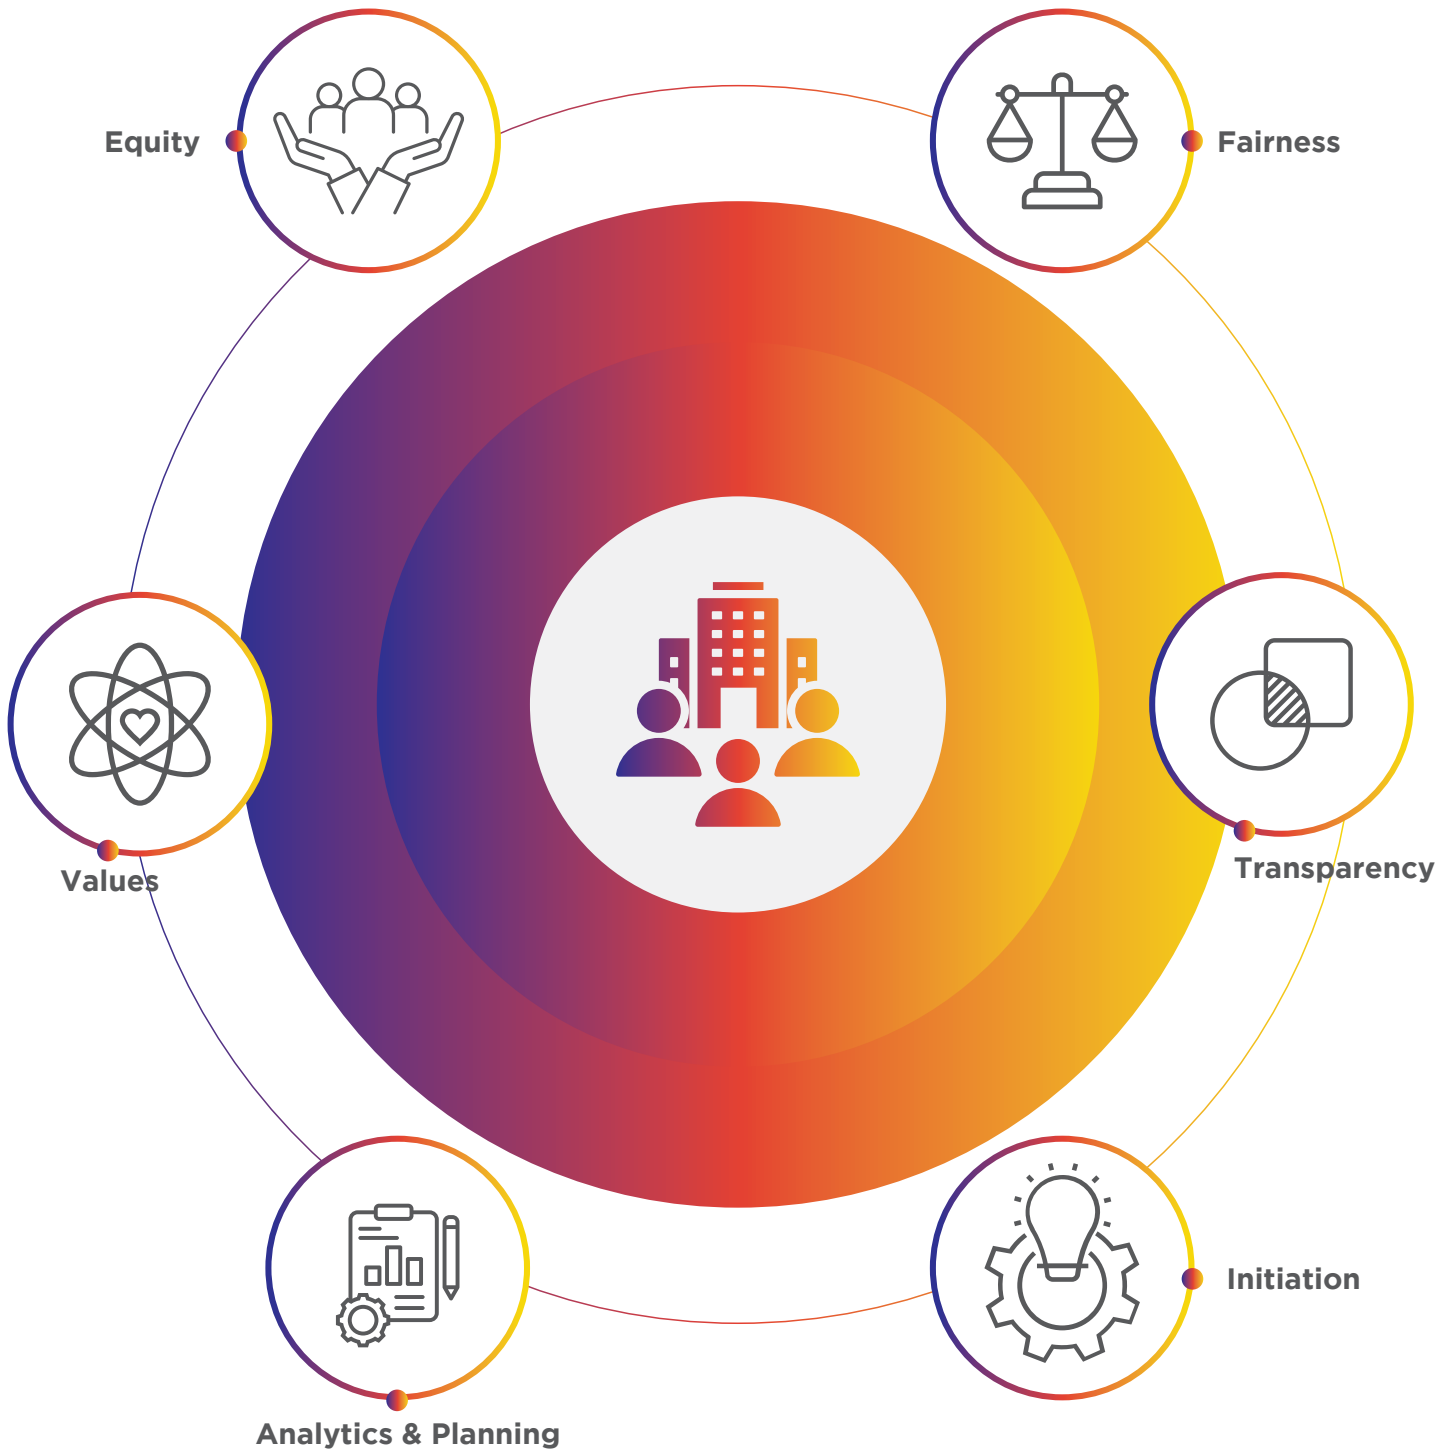 Equity
Fairness
Values
Transparency
Initiation
Analytics & Planning